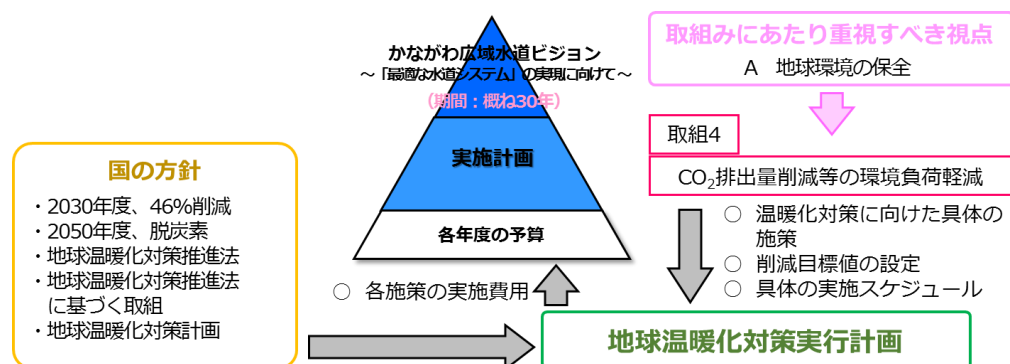 かながわ広域水道ビジョン
～「最適な水道システム」の実現に向けて～
（期間：概ね30年）
実施計画
各年度の予算
取組みにあたり重視すべき視点
A　地球環境の保全
取組4
CO₂排出量削減等の環境負荷軽減
○　温暖化対策に向けた具体の
施策
○　削減目標値の設定
○　具体の実施スケジュール
国の方針
・2030年度、46%削減
・2050年度、脱炭素
・地球温暖化対策推進法
・地球温暖化対策推進法
に基づく取組
・地球温暖化対策計画
○　各施策の実施費用
地球温暖化対策実行計画